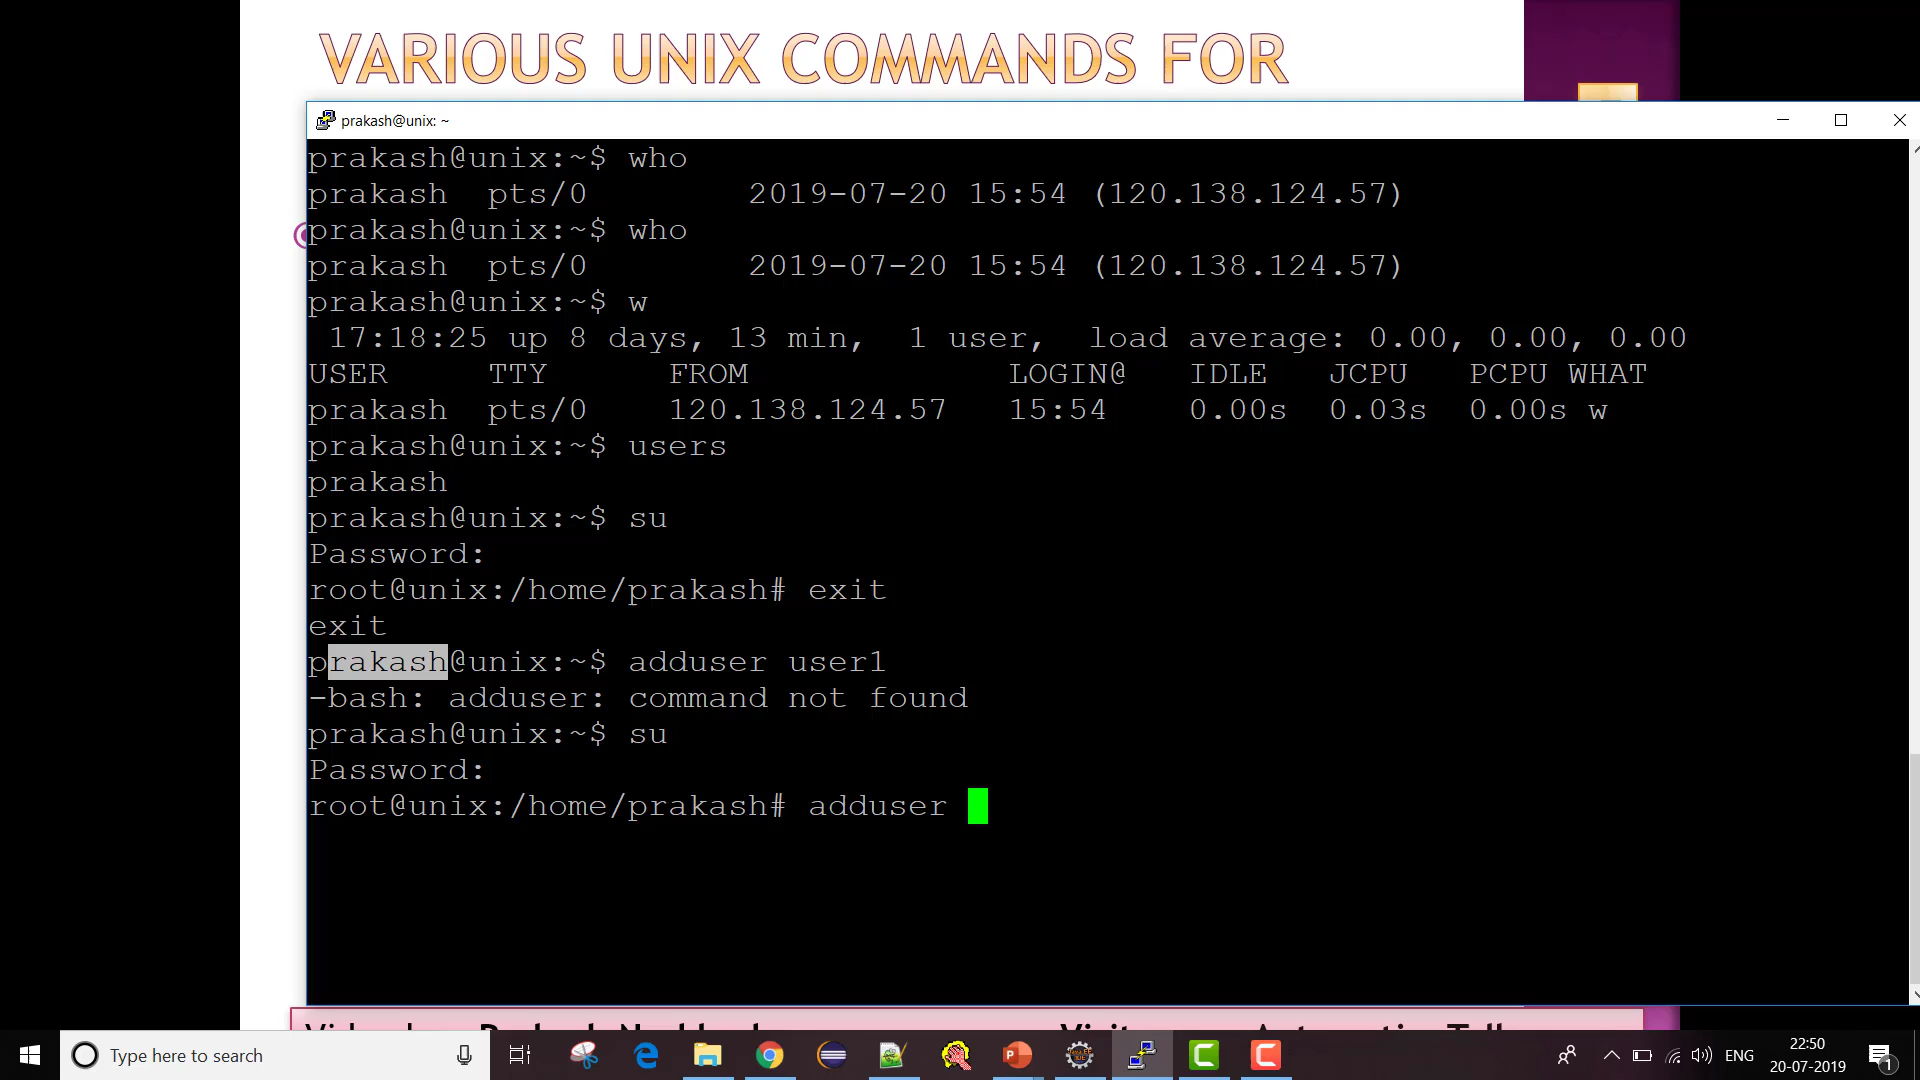 VARIOUS UNIX COMMANDS FOR
prakash@unix: ~
prakash@unix:~$ who
prakash  pts/0        2019-07-20 15:54 (120.138.124.57)
prakash@unix:~$ who
prakash  pts/0        2019-07-20 15:54 (120.138.124.57)
prakash@unix:~$ w
 17:18:25 up 8 days, 13 min,  1 user,  load average: 0.00, 0.00, 0.00
USER     TTY      FROM             LOGIN@   IDLE   JCPU   PCPU WHAT
prakash  pts/0    120.138.124.57   15:54    0.00s  0.03s  0.00s w
prakash@unix:~$ users
prakash
prakash@unix:~$ su
Password:
root@unix:/home/prakash# exit
exit
prakash@unix:~$ adduser user1
-bash: adduser: command not found
prakash@unix:~$ su
Password:
root@unix:/home/prakash# adduser
Type here to search
ENG
22:50
20-07-2019
1